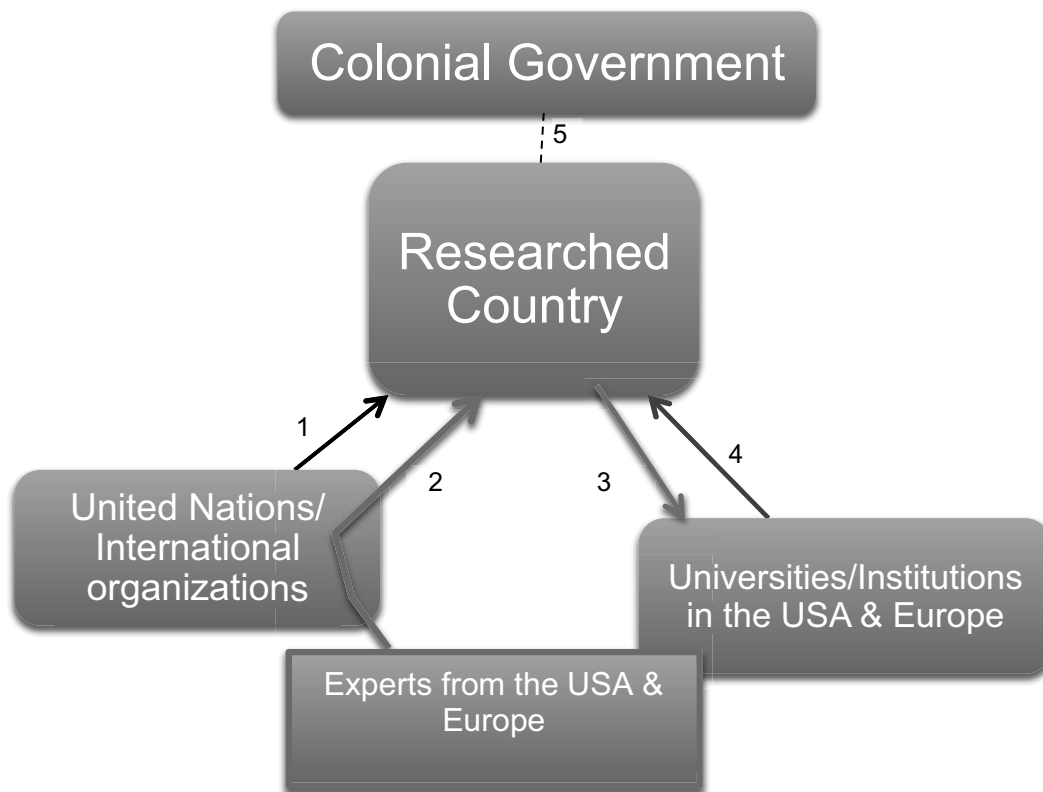 Colonial Government
5
Researched
Country
1
2
3
4
United Nations/
International
organizations
Universities/Institutions
in the USA & Europe
Experts from the USA &
Europe